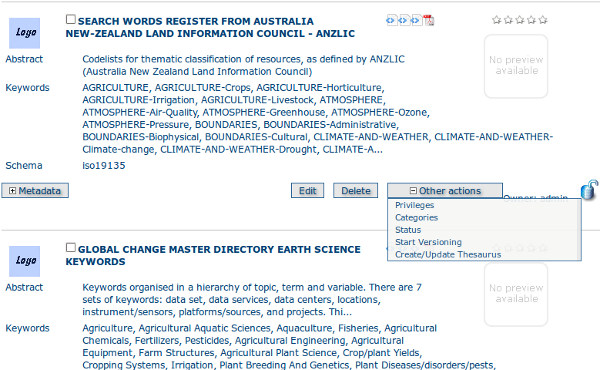 Logo
SEARCH WORDS REGISTER FROM AUSTRALIA
NEW-ZEALAND LAND INFORMATION COUNCIL - ANZLIC
No preview
available
Abstract
Codelists for thematic classification of resources, as defined by ANZLIC
(Australia New Zealand Land Information Council)
Keywords
AGRICULTURE, AGRICULTURE-Crops, AGRICULTURE-Horticulture,
AGRICULTURE-Irrigation, AGRICULTURE-Livestock, ATMOSPHERE,
ATMOSPHERE-Air-Quality, ATMOSPHERE-Greenhouse, ATMOSPHERE-Ozone,
ATMOSPHERE-Pressure, BOUNDARIES, BOUNDARIES-Administrative,
BOUNDARIES-Biophysical, BOUNDARIES-Cultural, CLIMATE-AND-WEATHER, CLIMATE-AND-WEATHER-
Climate-change, CLIMATE-AND-WEATHER-Drought, CLIMATE-A...
Schema
iso19135
Metadata
Edit
Delete
Other actions
Owner: admin
Privileges
Categories
Status
Start Versioning
Create/Update Thesaurus
Logo
GLOBAL CHANGE MASTER DIRECTORY EARTH SCIENCE
KEYWORDS
No preview
available
Abstract
Keywords organised in a hierarchy of topic, term and variable. There are 7
sets of keywords: data set, data services, data centers, locations,
instrument/sensors, platforms/sources, and projects. Thi...
Keywords
Agriculture, Agricultural Aquatic Sciences, Aquaculture, Fisheries, Agricultural
Chemicals, Fertilizers, Pesticides, Agricultural Engineering, Agricultural
Equipment, Farm Structures, Agricultural Plant Science, Crop/plant Yields,
Cropping Systems, Irrigation, Plant Breeding And Genetics, Plant Diseases/disorders/pests,